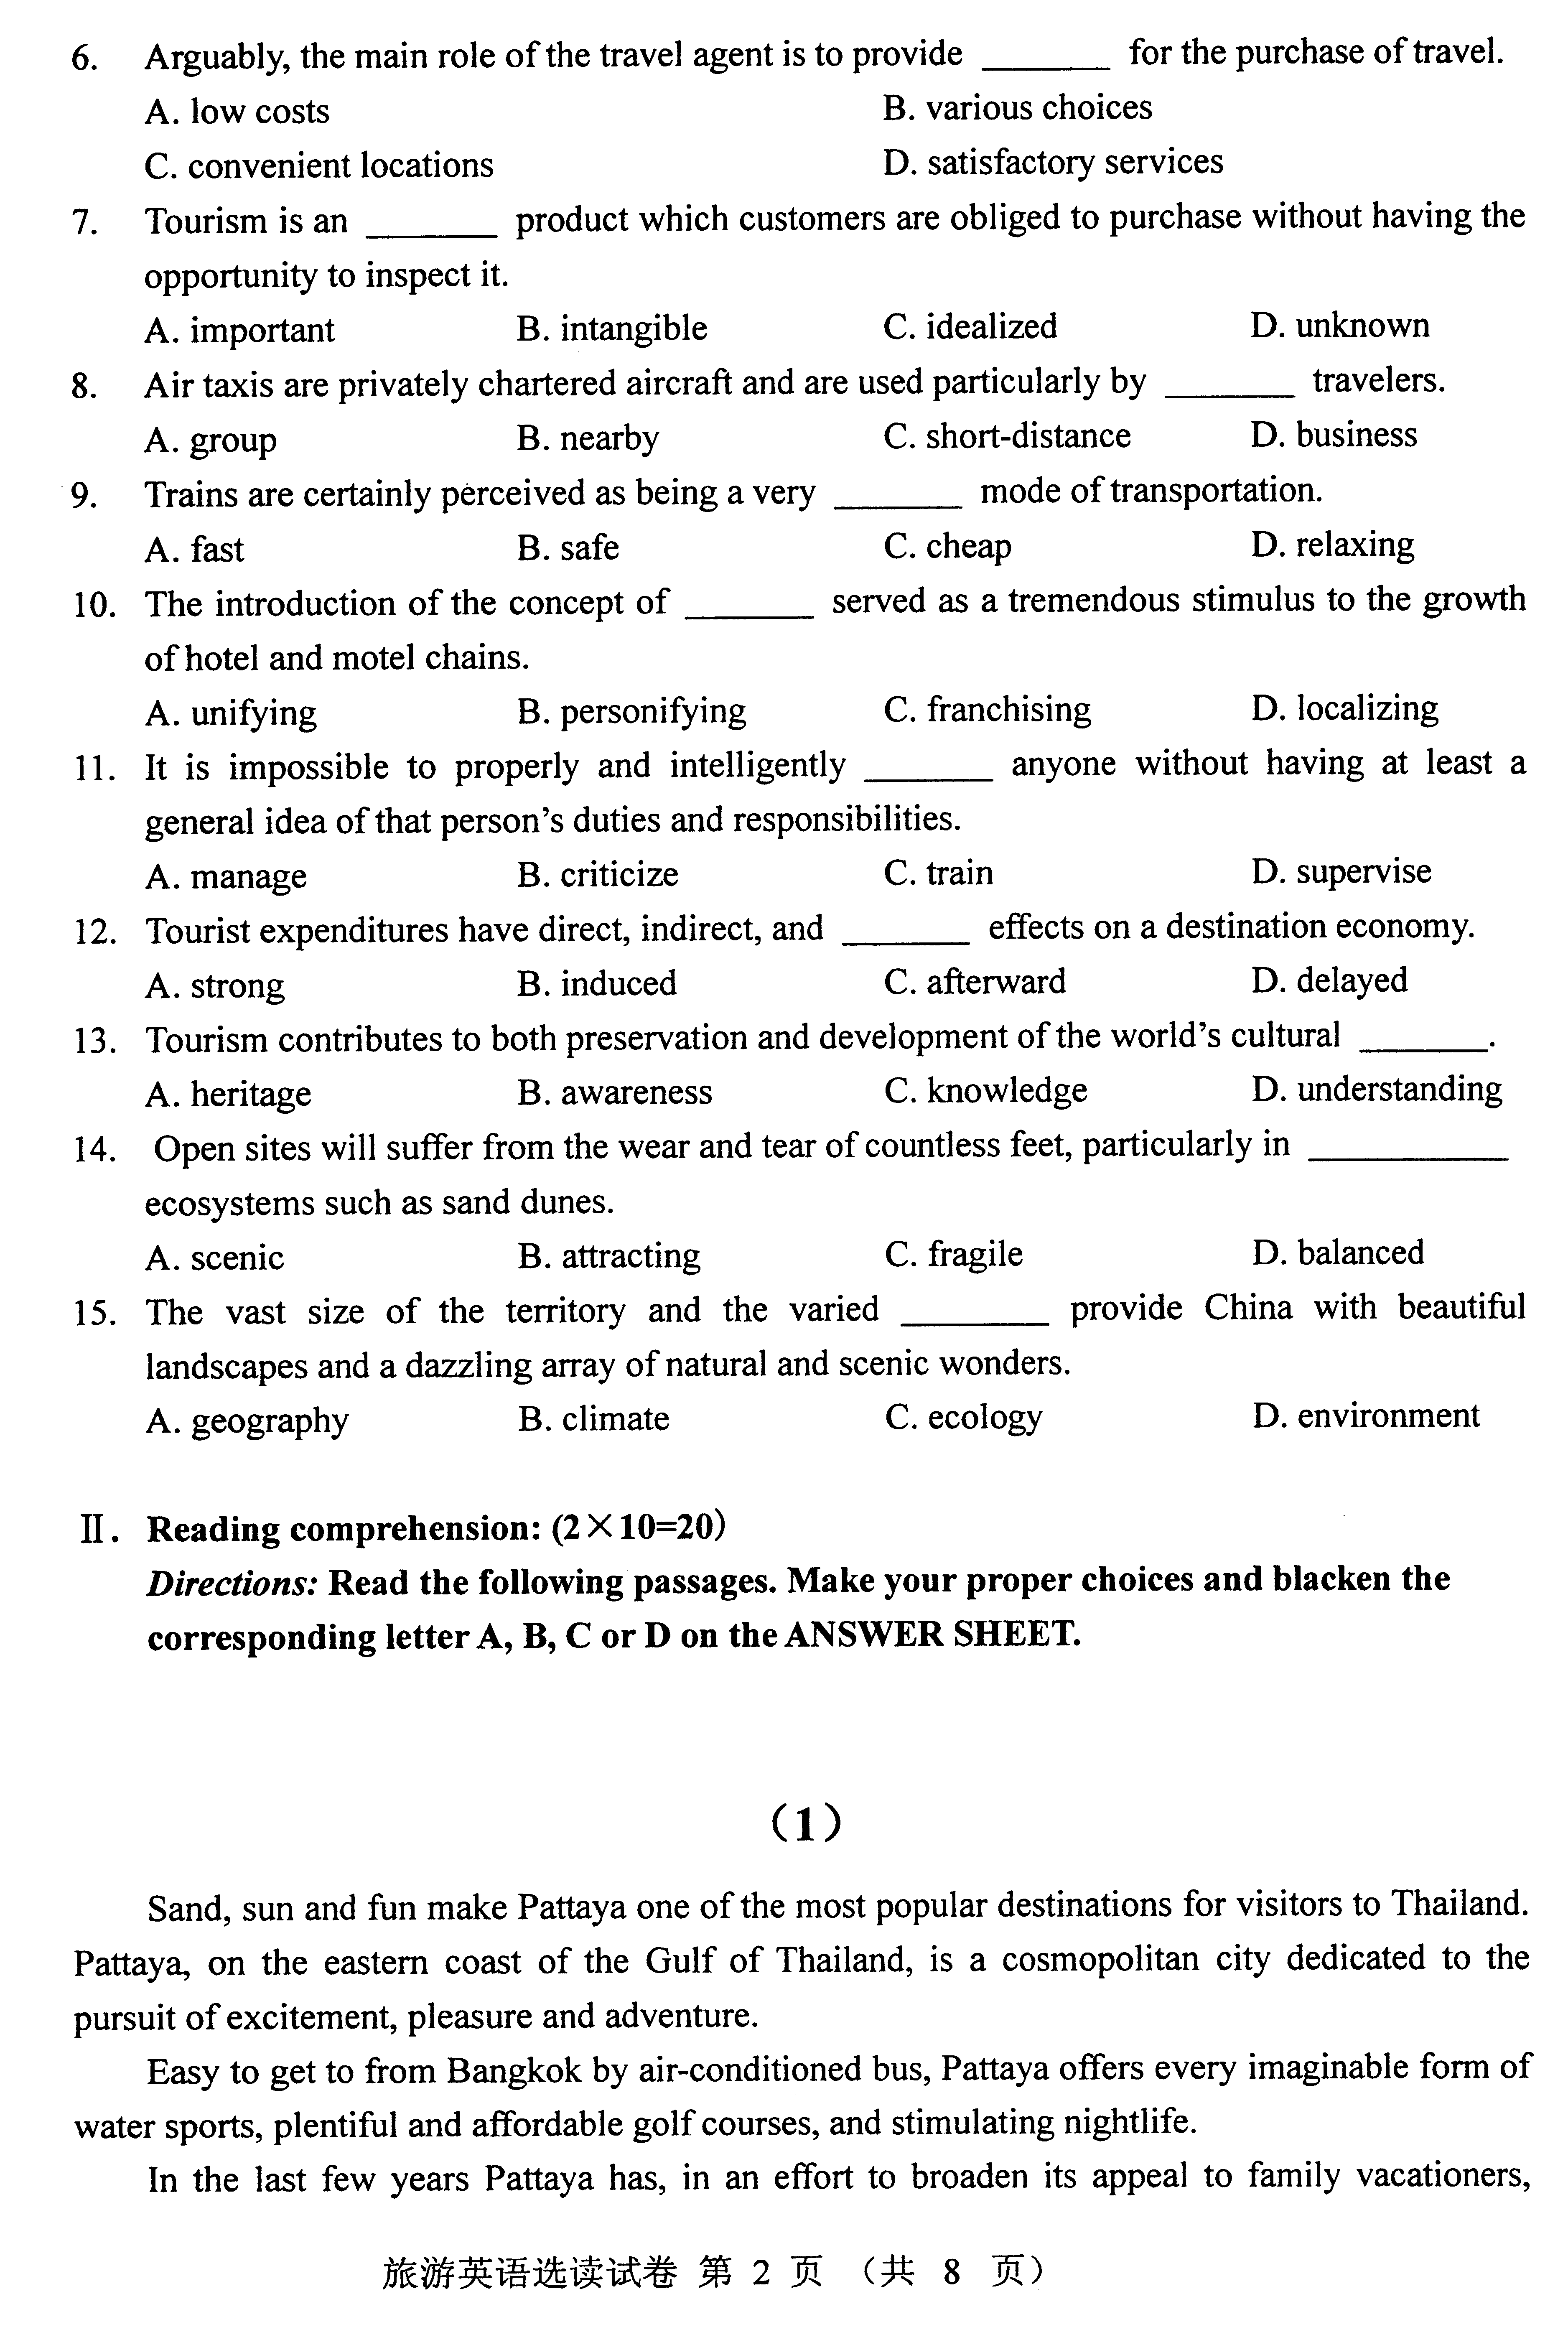 6. Arguably, the main role of the travel agent is to provide ______ for the purchase of travel.
A. low costs B. various choices
C. convenient locations D. satisfactory services
7. Tourism is an ______ product which customers are obliged to purchase without having the
opportunity to inspect it.
A. important B. intangible C. idealized D. unknown
8. Air taxis are privately chartered aircraft and are used particularly by ______ travelers.
A. group B. nearby C. short-distance D. business
9. Trains are certainly perceived as being a very ______ mode of transportation.
A. fast B. safe C. cheap D. relaxing
10. The introduction of the concept of ______ served as a tremendous stimulus to the growth
of hotel and motel chains.
A. unifying B. personifying C. franchising D. localizing
11. It is impossible to properly and intelligently ______ anyone without having at least a
general idea of that person's duties and responsibilities.
A. manage B. criticize C. train D. supervise
12. Tourist expenditures have direct, indirect, and ______ effects on a destination economy.
A. strong B. induced C. afterward D. delayed
13. Tourism contributes to both preservation and development of the world's cultural ______.
A. heritage B. awareness C. knowledge D. understanding
14. Open sites will suffer from the wear and tear of countless feet, particularly in _________
ecosystems such as sand dunes.
A. scenic B. attracting C. fragile D. balanced
15. The vast size of the territory and the varied _______ provide China with beautiful
landscapes and a dazzling array of natural and scenic wonders.
A. geography B. climate C. ecology D. environment
II. Reading comprehension: (2×10=20)
Directions: Read the following passages. Make your proper choices and blacken the
corresponding letter A, B, C or D on the ANSWER SHEET.
(1)
Sand, sun and fun make Pattaya one of the most popular destinations for visitors to Thailand.
Pattaya, on the eastern coast of the Gulf of Thailand, is a cosmopolitan city dedicated to the
pursuit of excitement, pleasure and adventure.
Easy to get to from Bangkok by air-conditioned bus, Pattaya offers every imaginable form of
water sports, plentiful and affordable golf courses, and stimulating nightlife.
In the last few years Pattaya has, in an effort to broaden its appeal to family vacationers,
旅游英语选读试卷 第 2 页 （共 8 页）